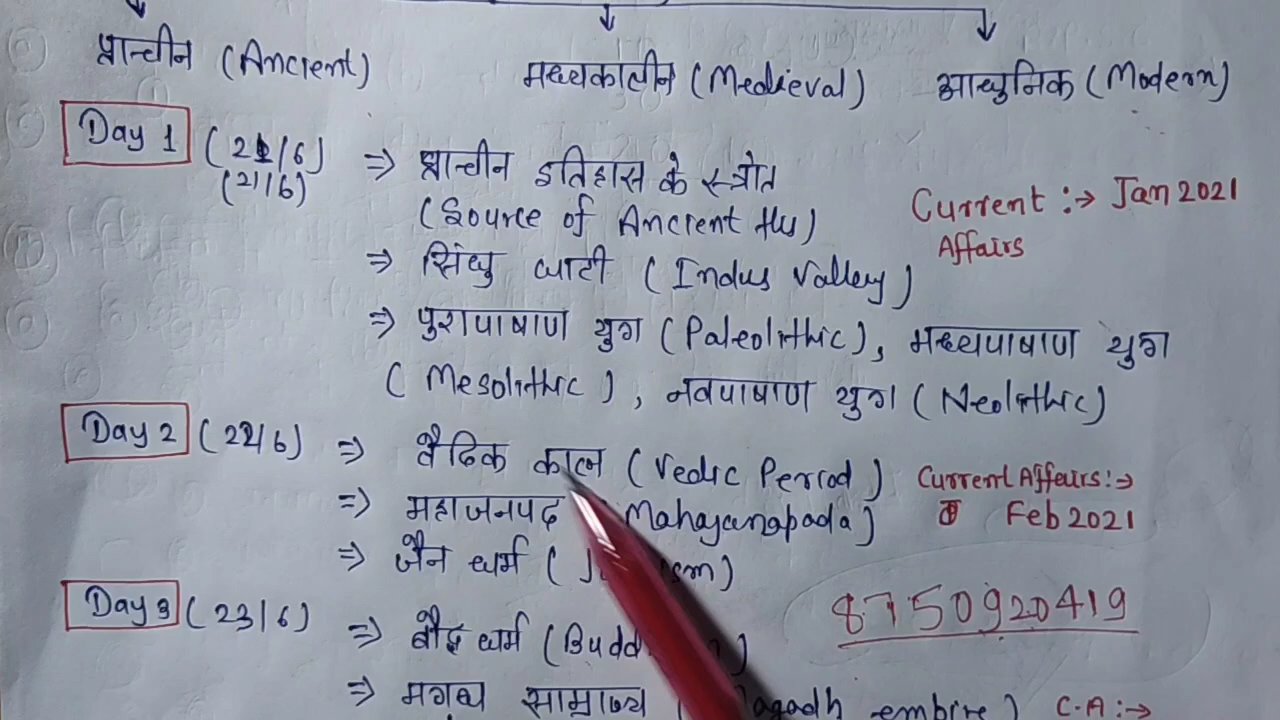 प्राचीन (Ancient) मध्यकालीन (Medieval) आधुनिक (Modern)
Day 1 (21/6) ⇒ प्राचीन इतिहास के स्त्रोत
(21/6) (Source of Ancient His)
Current :→ Jan 2021
Affairs
⇒ सिंधु घाटी (Indus Valley)
⇒ पुरापाषाण युग (Paleolithic), मध्यपाषाण युग
(Mesolithic), नवपाषाण युग (Neolithic)
Day 2 (22/6) ⇒ वैदिक काल (Vedic Period) Current Affairs :→
⇒ महाजनपद Mahajanapada) Feb 2021
⇒ जैन धर्म (
8750920419
Day 3 (23/6) ⇒ बौद्ध धर्म (Budd
⇒ मगध साम्राज्य ( embire) C.A :→